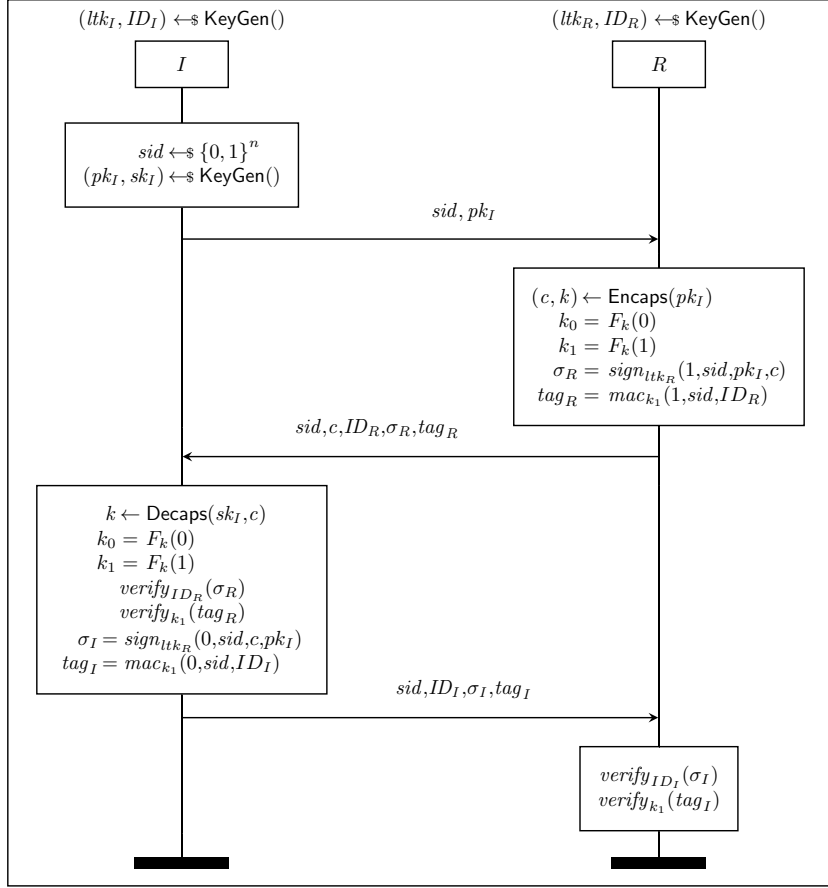 (ltk_I, ID_I) ←$ KeyGen() (ltk_R, ID_R) ←$ KeyGen()
I R
sid ←$ {0, 1}^n
(pk_I, sk_I) ←$ KeyGen()
sid, pk_I
(c, k) ← Encaps(pk_I)
k_0 = F_k(0)
k_1 = F_k(1)
σ_R = sign_{ltk_R}(1,sid,pk_I,c)
tag_R = mac_{k_1}(1,sid,ID_R)
sid,c,ID_R,σ_R,tag_R
k ← Decaps(sk_I,c)
k_0 = F_k(0)
k_1 = F_k(1)
verify_{ID_R}(σ_R)
verify_{k_1}(tag_R)
σ_I = sign_{ltk_R}(0,sid,c,pk_I)
tag_I = mac_{k_1}(0,sid,ID_I)
sid,ID_I,σ_I,tag_I
verify_{ID_I}(σ_I)
verify_{k_1}(tag_I)